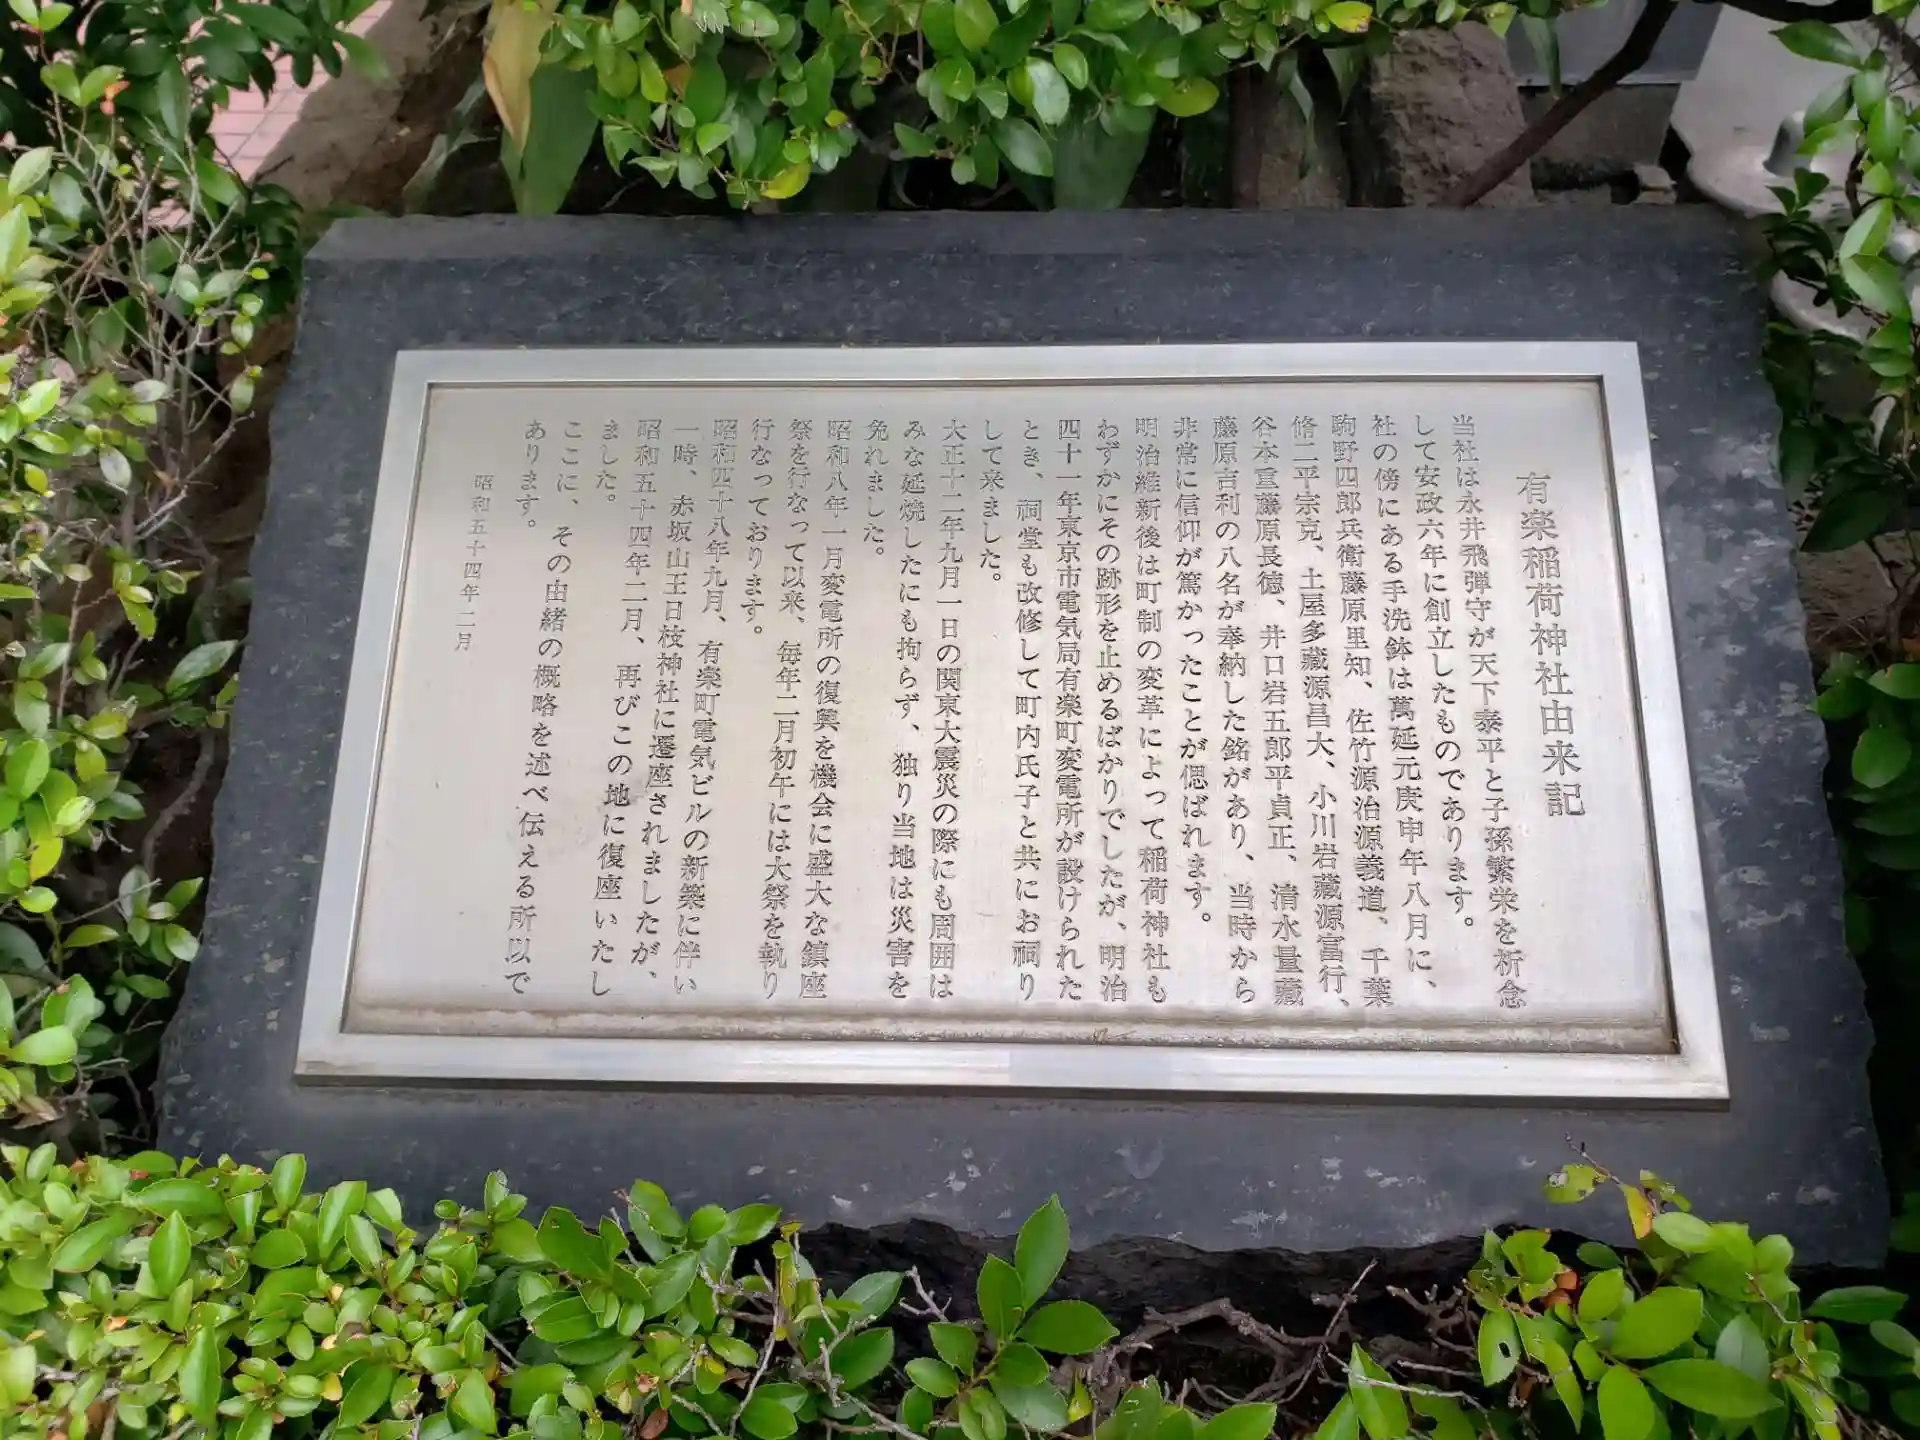 有楽稲荷神社由来記
当社は永井飛弾守が天下泰平と子孫繁栄を祈念
して安政六年に創立したものであります。
社の傍にある手洗鉢は萬延元庚申年八月に、
駒野四郎兵衛藤原里知、佐竹源治源義道、千葉
脩二平宗克、土屋多藏源昌大、小川岩藏源富行、
谷本重藤原長徳、井口岩五郎平貞正、清水量藏
藤原吉利の八名が奉納した銘があり、当時から
非常に信仰が篤かったことが偲ばれます。
明治維新後は町制の変革によって稲荷神社も
わずかにその跡形を止めるばかりでしたが、明治
四十一年東京市電気局有楽町変電所が設けられた
とき、祠堂も改修して町内氏子と共にお祠り
して来ました。
大正十二年九月一日の関東大震災の際にも周囲は
みな延焼したにも拘らず、独り当地は災害を
免れました。
昭和八年一月変電所の復興を機会に盛大な鎮座
祭を行なって以来、毎年二月初午には大祭を執り
行なっております。
昭和四十八年九月、有楽町電気ビルの新築に伴い
一時、赤坂山王日枝神社に遷座されましたが、
昭和五十四年二月、再びこの地に復座いたし
ました。
ここに、その由緒の概略を述べ伝える所以で
あります。
昭和五十四年二月